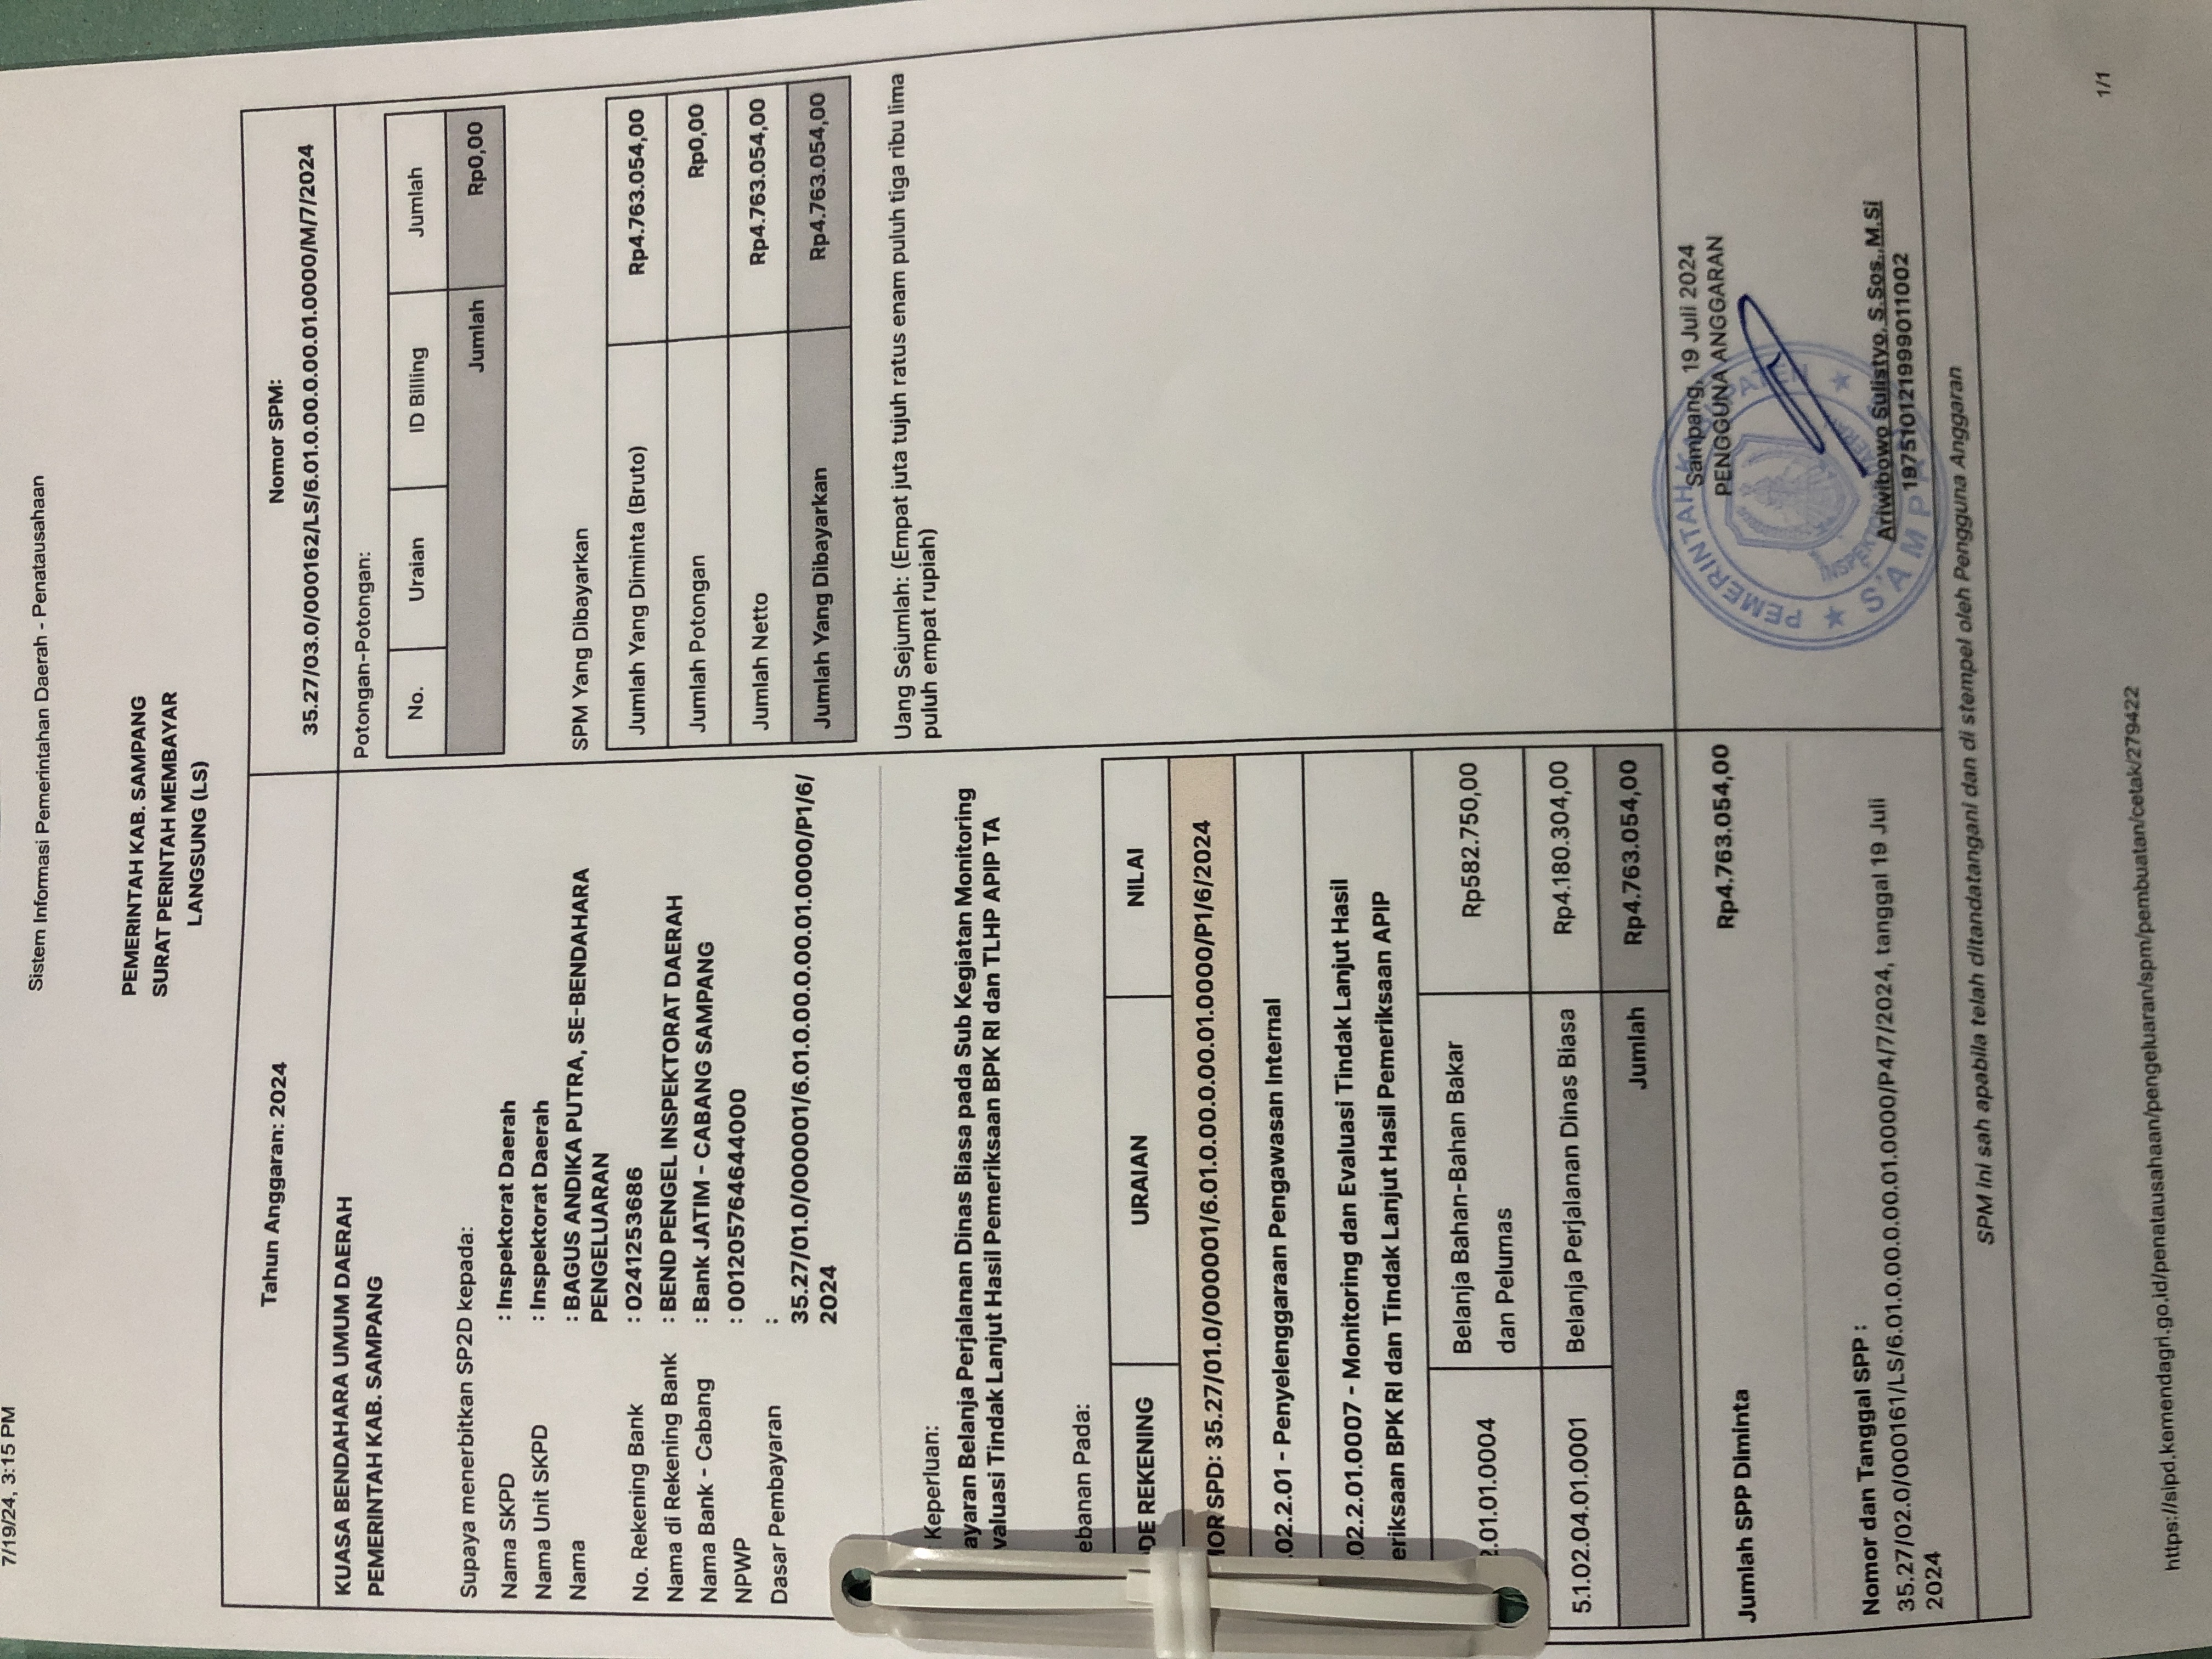 7/19/24, 3:15 PM
Sistem Informasi Pemerintahan Daerah - Penatausahaan
PEMERINTAH KAB. SAMPANG
SURAT PERINTAH MEMBAYAR
LANGSUNG (LS)
Tahun Anggaran: 2024
Nomor SPM:
35.27/03.0/000162/LS/6.01.0.00.0.00.01.0000/M/7/2024
KUASA BENDAHARA UMUM DAERAH
PEMERINTAH KAB. SAMPANG
Supaya menerbitkan SP2D kepada:
Nama SKPD : Inspektorat Daerah
Nama Unit SKPD : Inspektorat Daerah
Nama : BAGUS ANDIKA PUTRA, SE-BENDAHARA
PENGELUARAN
No. Rekening Bank : 0241253686
Nama di Rekening Bank : BEND PENGEL INSPEKTORAT DAERAH
Nama Bank - Cabang : Bank JATIM - CABANG SAMPANG
NPWP : 001205764644000
Dasar Pembayaran :
35.27/01.0/000001/6.01.0.00.0.00.01.0000/P1/6/
2024
Keperluan:
ayaran Belanja Perjalanan Dinas Biasa pada Sub Kegiatan Monitoring
valuasi Tindak Lanjut Hasil Pemeriksaan BPK RI dan TLHP APIP TA
ebanan Pada:
DE REKENING URAIAN NILAI
IOR SPD: 35.27/01.0/000001/6.01.0.00.0.00.01.0000/P1/6/2024
.02.2.01 - Penyelenggaraan Pengawasan Internal
.02.2.01.0007 - Monitoring dan Evaluasi Tindak Lanjut Hasil
eriksaan BPK RI dan Tindak Lanjut Hasil Pemeriksaan APIP
2.01.01.0004 Belanja Bahan-Bahan Bakar
dan Pelumas Rp582.750,00
5.1.02.04.01.0001 Belanja Perjalanan Dinas Biasa Rp4.180.304,00
Jumlah Rp4.763.054,00
Jumlah SPP Diminta Rp4.763.054,00
Nomor dan Tanggal SPP :
35.27/02.0/000161/LS/6.01.0.00.0.00.01.0000/P4/7/2024, tanggal 19 Juli
2024
Potongan-Potongan:
No. Uraian ID Billing Jumlah
Jumlah Rp0,00
SPM Yang Dibayarkan
Jumlah Yang Diminta (Bruto) Rp4.763.054,00
Jumlah Potongan Rp0,00
Jumlah Netto Rp4.763.054,00
Jumlah Yang Dibayarkan Rp4.763.054,00
Uang Sejumlah: (Empat juta tujuh ratus enam puluh tiga ribu lima
puluh empat rupiah)
Sampang, 19 Juli 2024
PENGGUNA ANGGARAN
PEMERINTAH KABUPATEN
INSPEKTORAT DAERAH
SAMPANG
Ariwibowo Sulistyo, S.Sos.,M.Si
197510121999011002
SPM ini sah apabila telah ditandatangani dan di stempel oleh Pengguna Anggaran
1/1
https://sipd.kemendagri.go.id/penatausahaan/pengeluaran/spm/pembuatan/cetak/279422